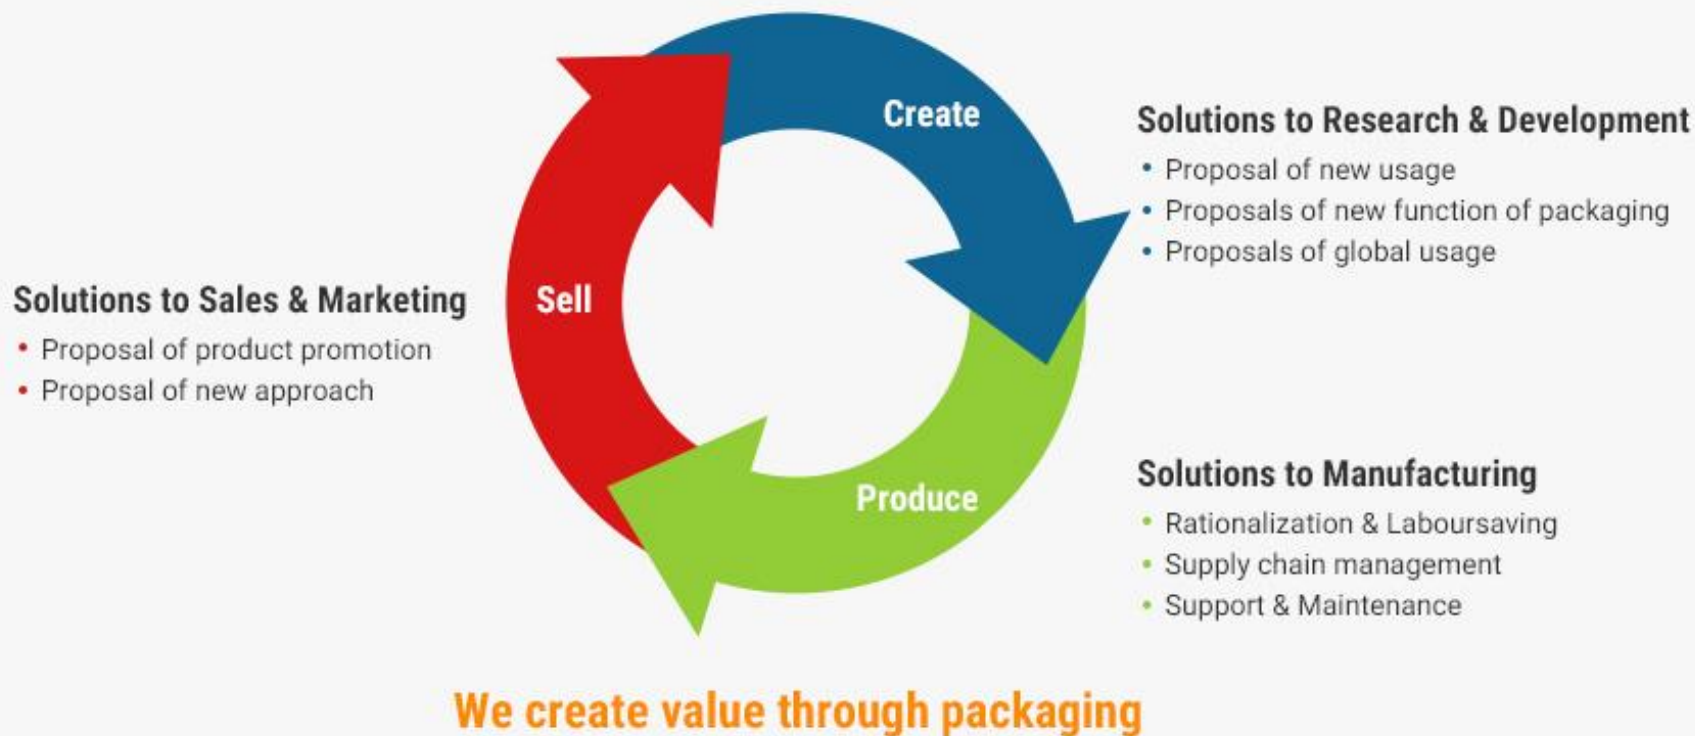 Create
Solutions to Research & Development
• Proposal of new usage
• Proposals of new function of packaging
• Proposals of global usage
Sell
Solutions to Sales & Marketing
• Proposal of product promotion
• Proposal of new approach
Produce
Solutions to Manufacturing
• Rationalization & Laboursaving
• Supply chain management
• Support & Maintenance
We create value through packaging